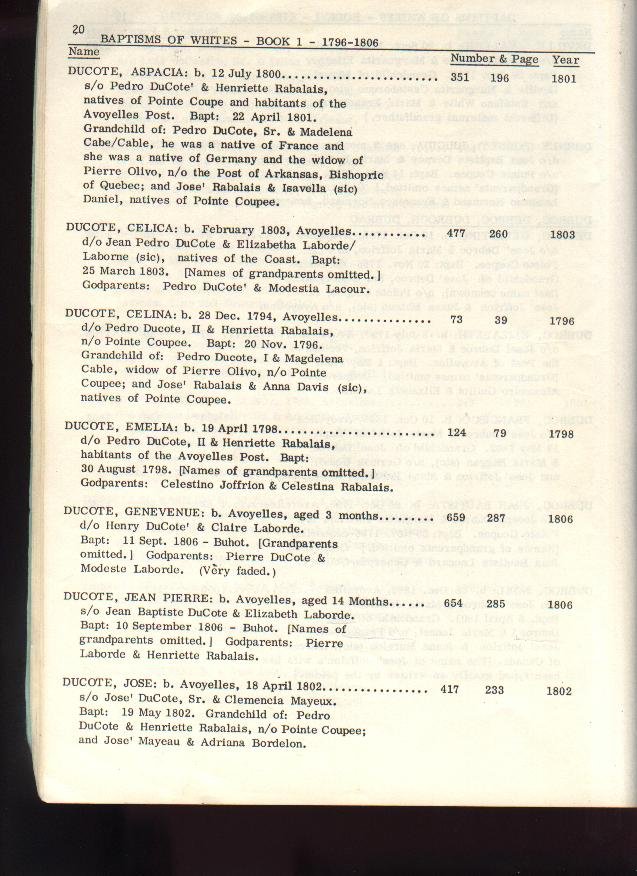 20
BAPTISMS OF WHITES - BOOK 1 - 1796-1806
Name Number & Page Year
DUCOTE, ASPACIA: b. 12 July 1800.......................... 351 196 1801
s/o Pedro DuCote' & Henriette Rabalais,
natives of Pointe Coupe and habitants of the
Avoyelles Post. Bapt: 22 April 1801.
Grandchild of: Pedro DuCote, Sr. & Madelena
Cabe/Cable, he was a native of France and
she was a native of Germany and the widow of
Pierre Olivo, n/o the Post of Arkansas, Bishopric
of Quebec; and Jose' Rabalais & Isavella (sic)
Daniel, natives of Pointe Coupee.
DUCOTE, CELICA: b. February 1803, Avoyelles............ 477 260 1803
d/o Jean Pedro DuCote & Elizabetha Laborde/
Laborne (sic), natives of the Coast. Bapt:
25 March 1803. [Names of grandparents omitted.]
Godparents: Pedro DuCote' & Modestia Lacour.
DUCOTE, CELINA: b. 28 Dec. 1794, Avoyelles............... 73 39 1796
d/o Pedro Ducote, II & Henrietta Rabalais,
n/o Pointe Coupee. Bapt: 20 Nov. 1796.
Grandchild of: Pedro Ducote, I & Magdelena
Cable, widow of Pierre Olivo, n/o Pointe
Coupee; and Jose' Rabalais & Anna Davis (sic),
natives of Pointe Coupee.
DUCOTE, EMELIA: b. 19 April 1798.......................... 124 79 1798
d/o Pedro DuCote, II & Henriette Rabalais,
habitants of the Avoyelles Post. Bapt:
30 August 1798. [Names of grandparents omitted.]
Godparents: Celestino Joffrion & Celestina Rabalais.
DUCOTE, GENEVENUE: b. Avoyelles, aged 3 months......... 659 287 1806
d/o Henry DuCote' & Claire Laborde.
Bapt: 11 Sept. 1806 - Buhot. [Grandparents
omitted.] Godparents: Pierre DuCote &
Modeste Laborde. (Very faded.)
DUCOTE, JEAN PIERRE: b. Avoyelles, aged 14 Months...... 654 285 1806
s/o Jean Baptiste DuCote & Elizabeth Laborde.
Bapt: 10 September 1806 - Buhot. [Names of
grandparehts omitted.] Godparents: Pierre
Laborde & Henriette Rabalais.
DUCOTE, JOSE: b. Avoyelles, 18 April 1802.................. 417 233 1802
s/o Jose' DuCote, Sr. & Clemencia Mayeux.
Bapt: 19 May 1802. Grandchild of: Pedro
DuCote & Henriette Rabalais, n/o Pointe Coupee;
and Jose' Mayeau & Adriana Bordelon.